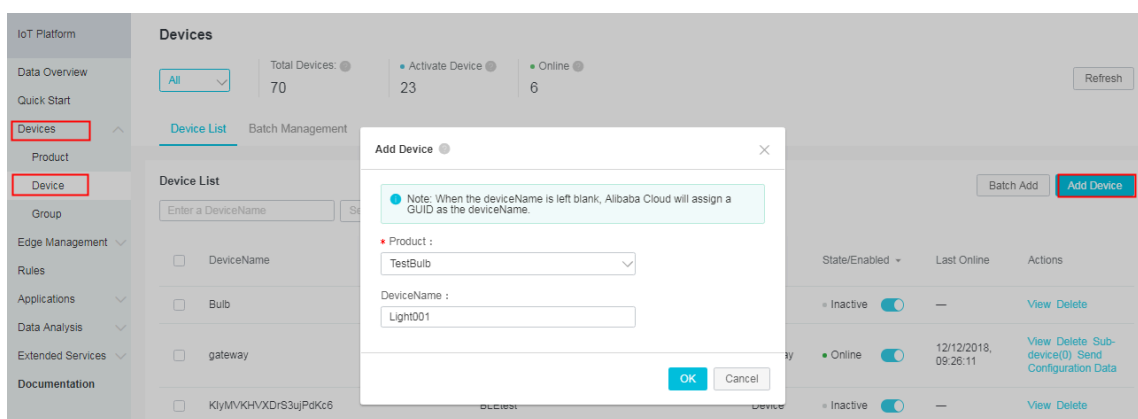 IoT Platform
Data Overview
Quick Start
Devices
Product
Device
Group
Edge Management
Rules
Applications
Data Analysis
Extended Services
Documentation
Devices
All
Total Devices:
70
Activate Device
23
Online
6
Refresh
Device List
Batch Management
Device List
Batch Add
Add Device
Enter a DeviceName
DeviceName
State/Enabled
Last Online
Actions
Bulb
Inactive
—
View Delete
gateway
Online
12/12/2018,
09:26:11
View Delete Sub-
device(0) Send
Configuration Data
Inactive
—
View Delete
Add Device
Note: When the deviceName is left blank, Alibaba Cloud will assign a
GUID as the deviceName.
* Product :
TestBulb
DeviceName :
Light001
OK
Cancel